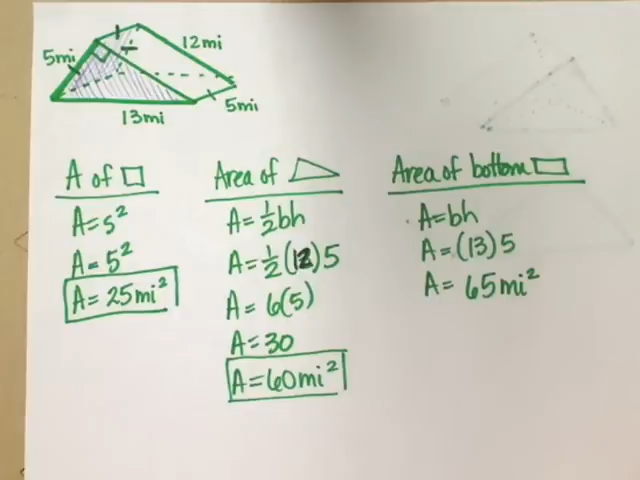 12mi
5mi
5mi
13mi
A of □
A = s²
A = 5²
A = 25mi²
Area of
A = ½bh
A = ½(12)5
A = 6(5)
A = 30
A = 60mi²
Area of bottom
A = bh
A = (13)5
A = 65mi²